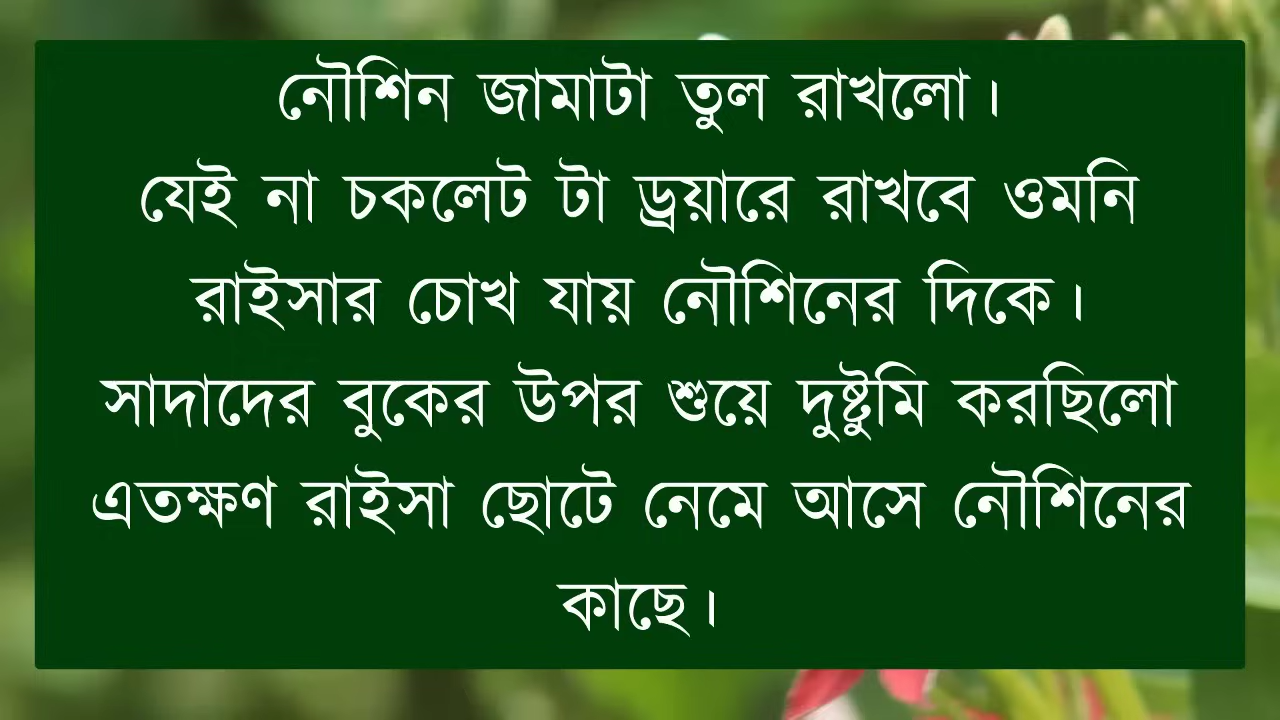 নৌশিন জামাটা তুল রাখলো।
যেই না চকলেট টা ড্রয়ারে রাখবে ওমনি
রাইসার চোখ যায় নৌশিনের দিকে।
সাদাদের বুকের উপর শুয়ে দুষ্টুমি করছিলো
এতক্ষণ রাইসা ছোটে নেমে আসে নৌশিনের
কাছে।